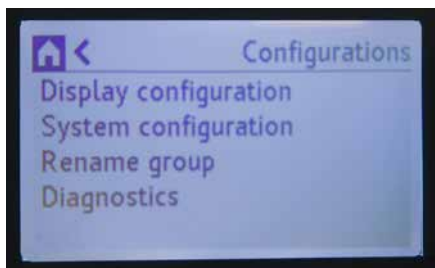 Configurations
Display configuration
System configuration
Rename group
Diagnostics